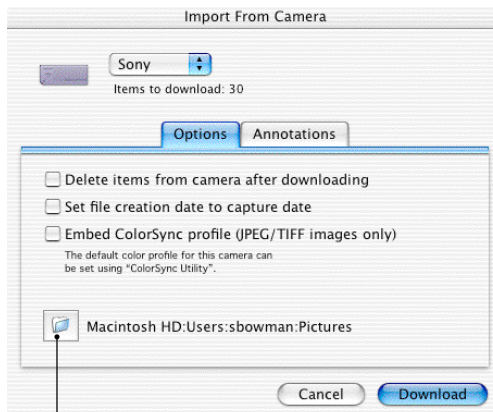 Import From Camera
Sony
Items to download: 30
Options
Annotations
Delete items from camera after downloading
Set file creation date to capture date
Embed ColorSync profile (JPEG/TIFF images only)
The default color profile for this camera can
be set using “ColorSync Utility”.
Macintosh HD:Users:sbowman:Pictures
Cancel
Download